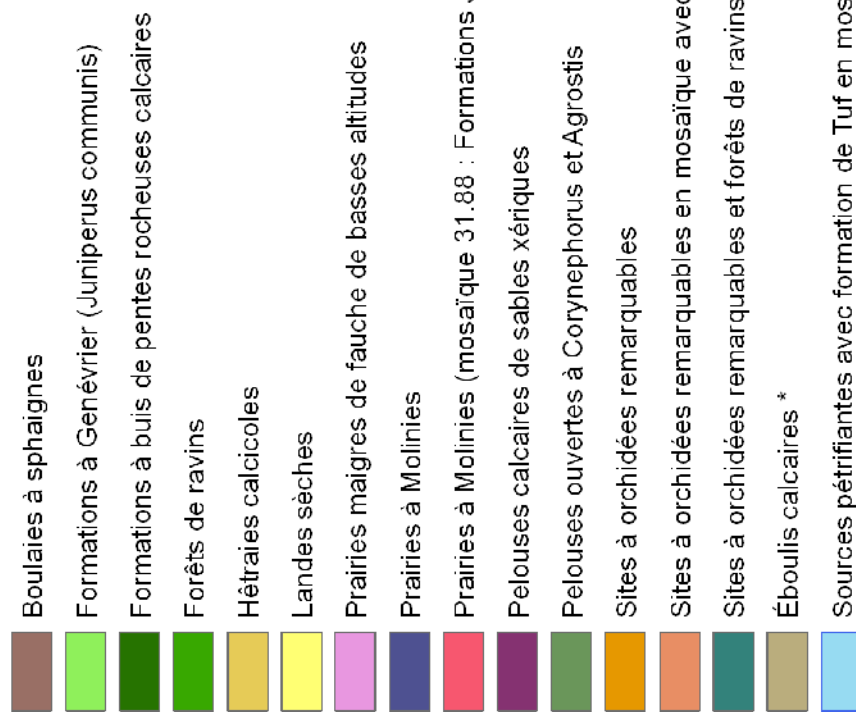 Boulaies à sphaignes
Formations à Genévrier (Juniperus communis)
Formations à buis de pentes rocheuses calcaires
Forêts de ravins
Hêtraies calcicoles
Landes sèches
Prairies maigres de fauche de basses altitudes
Prairies à Molinies
Prairies à Molinies (mosaïque 31.88 : Formations
Pelouses calcaires de sables xériques
Pelouses ouvertes à Corynephorus et Agrostis
Sites à orchidées remarquables
Sites à orchidées remarquables en mosaïque avec
Sites à orchidées remarquables et forêts de ravins
Éboulis calcaires *
Sources pétrifiantes avec formation de Tuf en